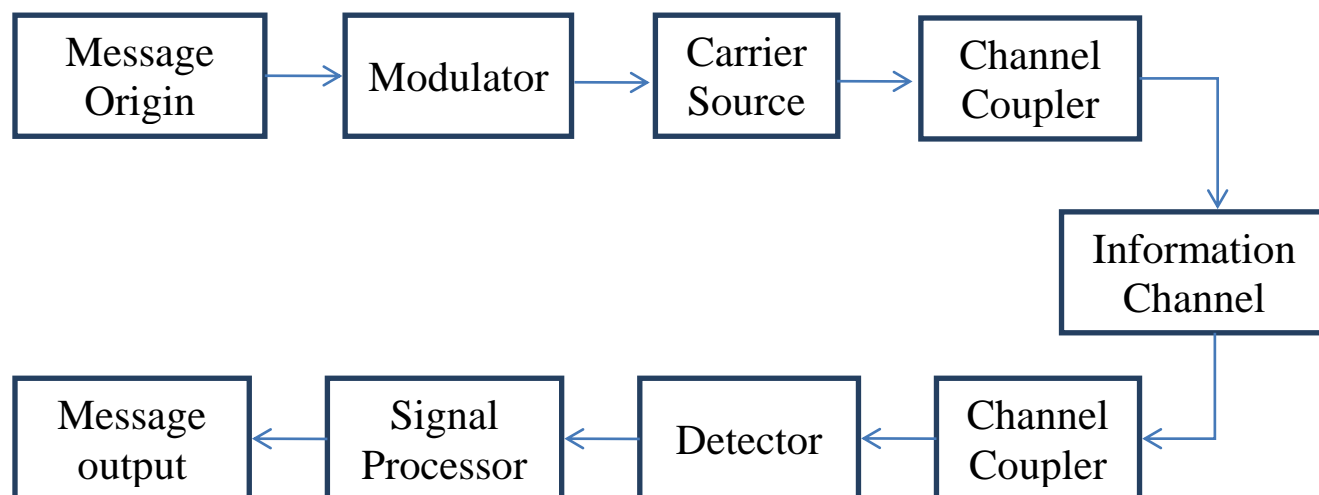 Message
Origin
Modulator
Carrier
Source
Channel
Coupler
Information
Channel
Channel
Coupler
Detector
Signal
Processor
Message
output